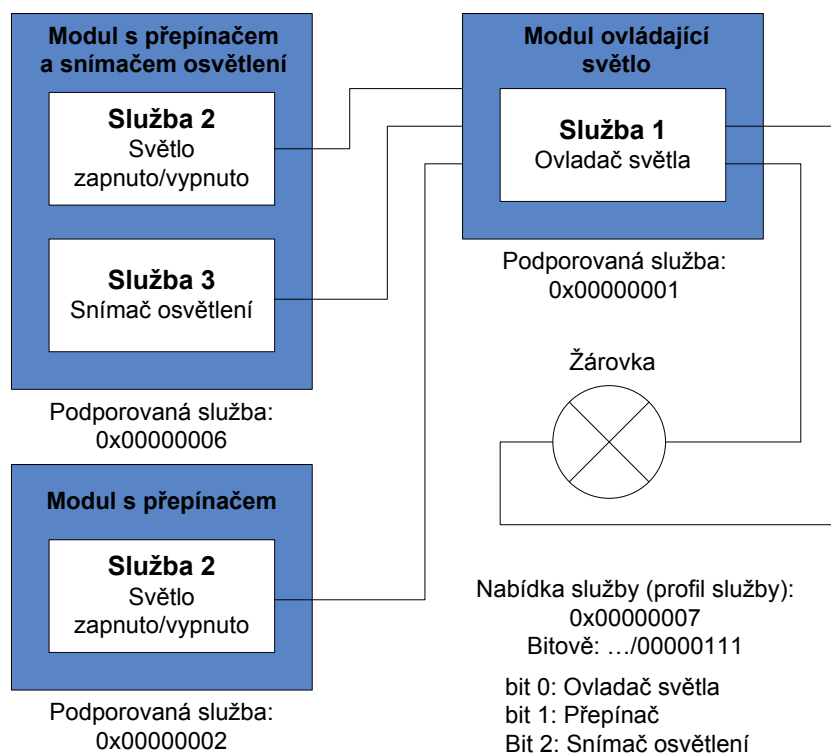 Modul s přepínačem
a snímačem osvětlení
Služba 2
Světlo
zapnuto/vypnuto
Služba 3
Snímač osvětlení
Podporovaná služba:
0x00000006
Modul s přepínačem
Služba 2
Světlo
zapnuto/vypnuto
Podporovaná služba:
0x00000002
Modul ovládající
světlo
Služba 1
Ovladač světla
Podporovaná služba:
0x00000001
Žárovka
Nabídka služby (profil služby):
0x00000007
Bitově: …/00000111
bit 0: Ovladač světla
bit 1: Přepínač
Bit 2: Snímač osvětlení